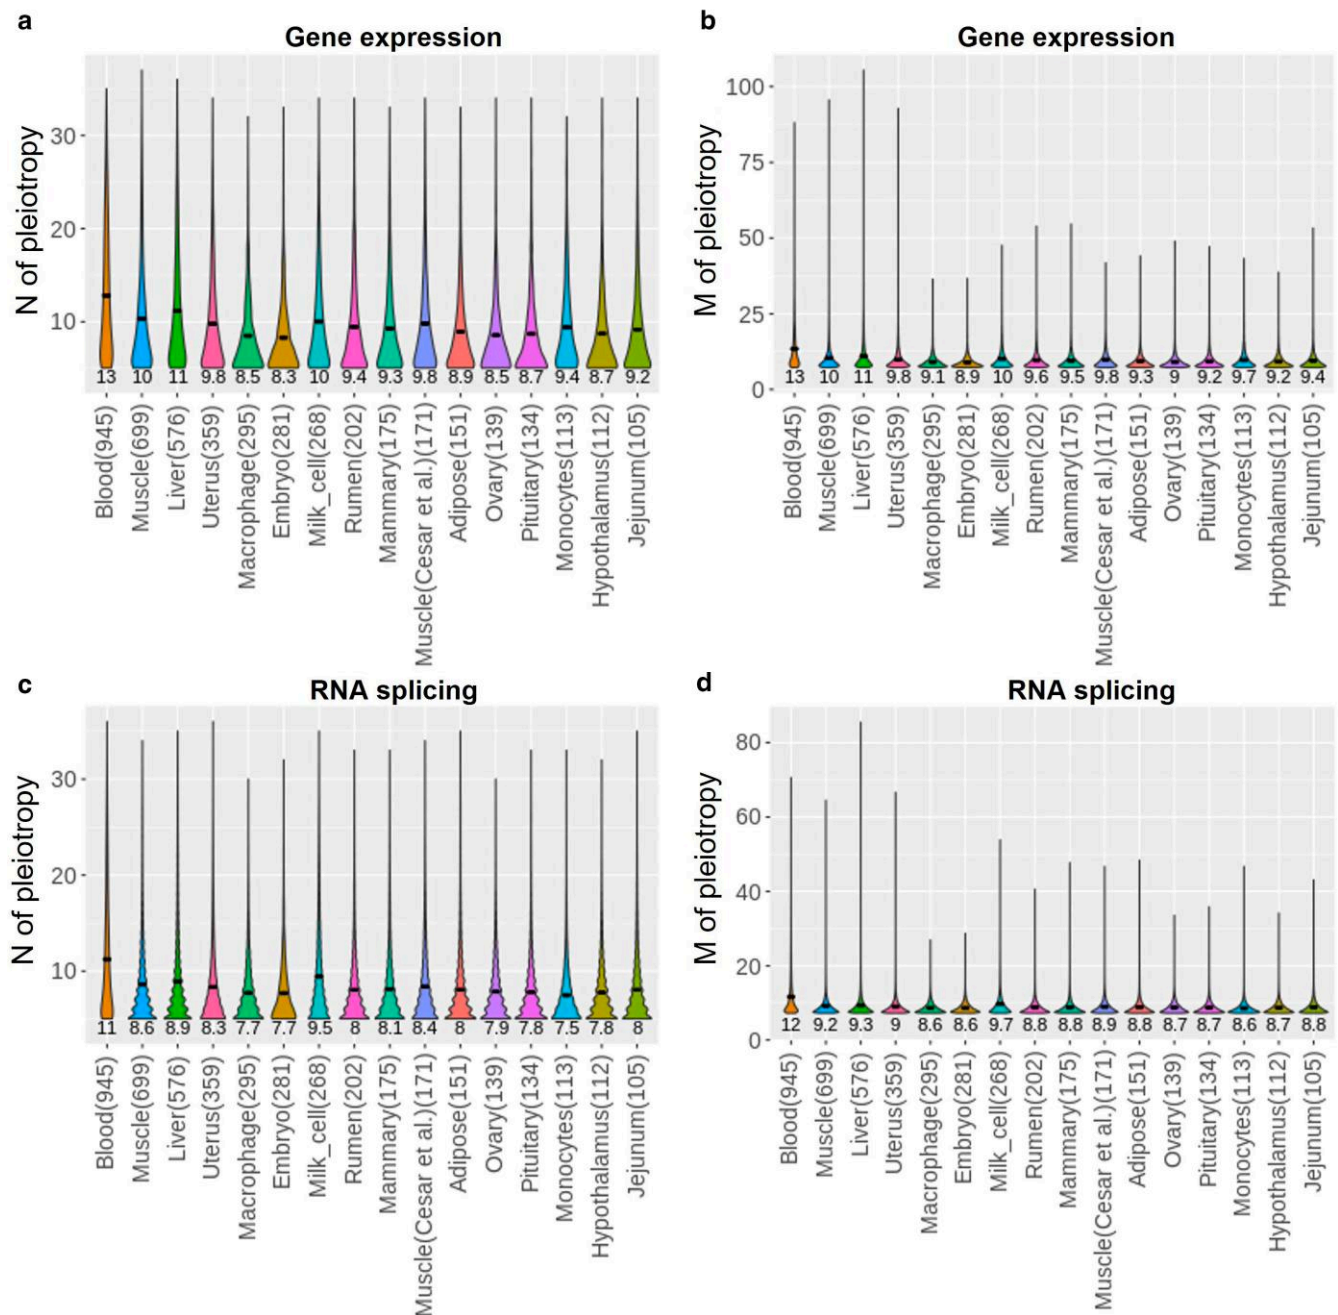 a
Gene expression
N of pleiotropy
30
20
10
13 10 11 9.8 8.5 8.3 10 9.4 9.3 9.8 8.9 8.5 8.7 9.4 8.7 9.2
Blood(945)
Muscle(699)
Liver(576)
Uterus(359)
Macrophage(295)
Embryo(281)
Milk_cell(268)
Rumen(202)
Mammary(175)
Muscle(Cesar et al.)(171)
Adipose(151)
Ovary(139)
Pituitary(134)
Monocytes(113)
Hypothalamus(112)
Jejunum(105)
b
Gene expression
M of pleiotropy
100
75
50
25
0
13 10 11 9.8 9.1 8.9 10 9.6 9.5 9.8 9.3 9 9.2 9.7 9.2 9.4
Blood(945)
Muscle(699)
Liver(576)
Uterus(359)
Macrophage(295)
Embryo(281)
Milk_cell(268)
Rumen(202)
Mammary(175)
Muscle(Cesar et al.)(171)
Adipose(151)
Ovary(139)
Pituitary(134)
Monocytes(113)
Hypothalamus(112)
Jejunum(105)
c
RNA splicing
N of pleiotropy
30
20
10
11 8.6 8.9 8.3 7.7 7.7 9.5 8 8.1 8.4 8 7.9 7.8 7.5 7.8 8
Blood(945)
Muscle(699)
Liver(576)
Uterus(359)
Macrophage(295)
Embryo(281)
Milk_cell(268)
Rumen(202)
Mammary(175)
Muscle(Cesar et al.)(171)
Adipose(151)
Ovary(139)
Pituitary(134)
Monocytes(113)
Hypothalamus(112)
Jejunum(105)
d
RNA splicing
M of pleiotropy
80
60
40
20
0
12 9.2 9.3 9 8.6 8.6 9.7 8.8 8.8 8.9 8.8 8.7 8.7 8.6 8.7 8.8
Blood(945)
Muscle(699)
Liver(576)
Uterus(359)
Macrophage(295)
Embryo(281)
Milk_cell(268)
Rumen(202)
Mammary(175)
Muscle(Cesar et al.)(171)
Adipose(151)
Ovary(139)
Pituitary(134)
Monocytes(113)
Hypothalamus(112)
Jejunum(105)